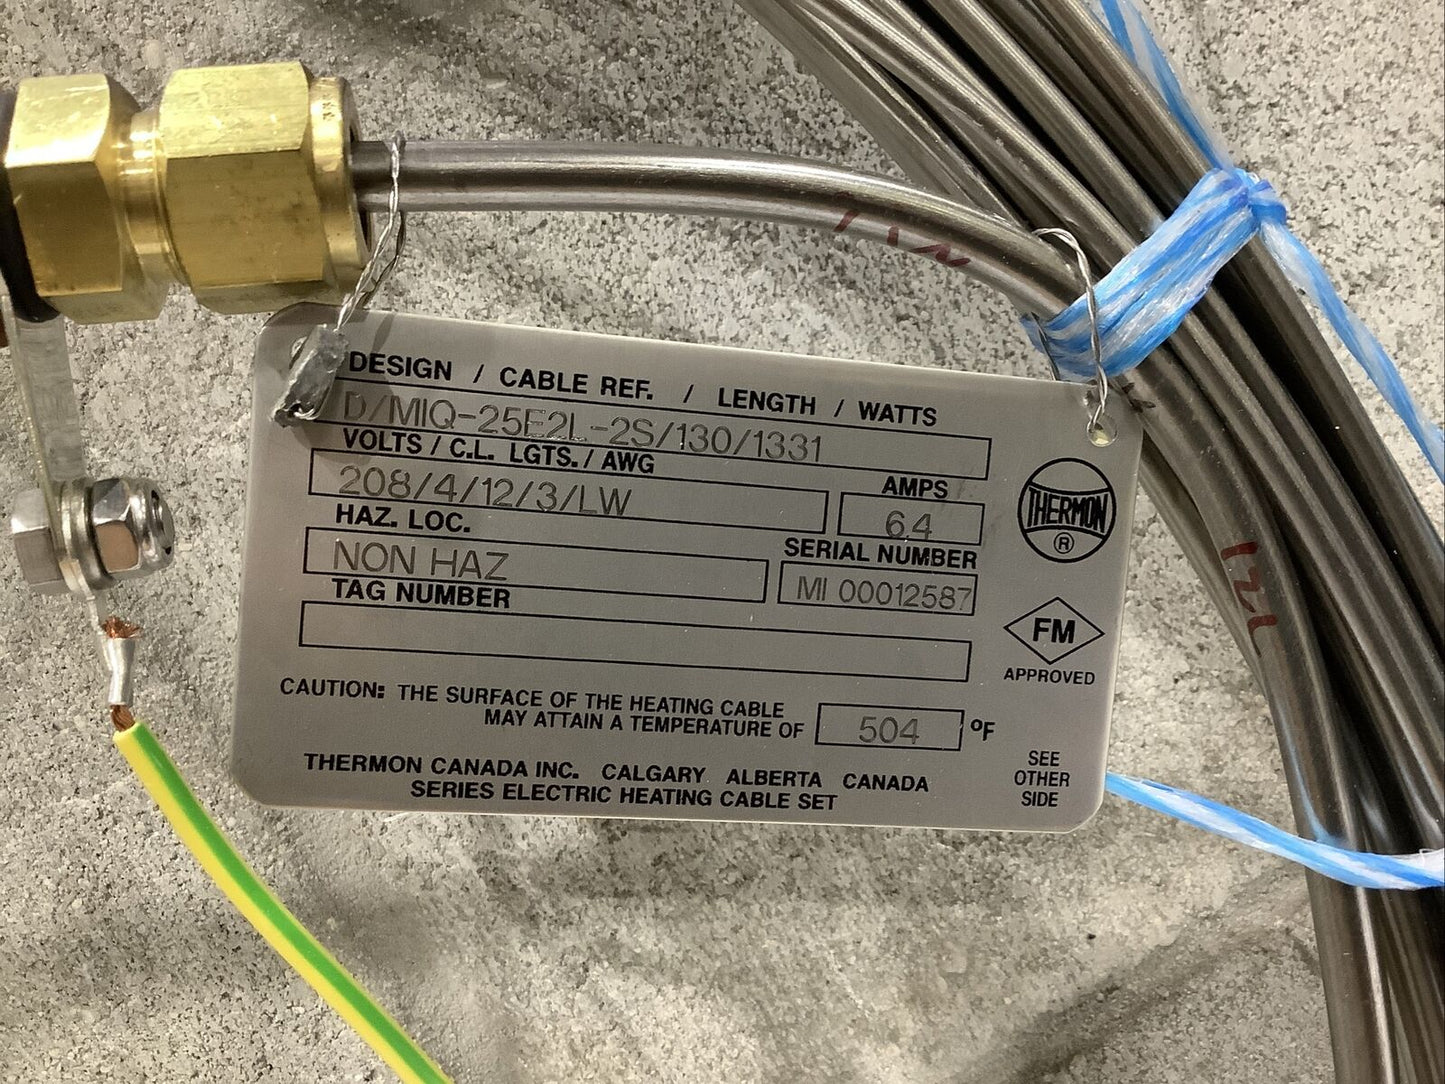 DESIGN / CABLE REF. / LENGTH / WATTS
D/MIQ-25E2L-2S/130/1331
VOLTS / C.L. LGTS. / AWG
AMPS
208/4/12/3/LW
6.4
HAZ. LOC.
SERIAL NUMBER
NON HAZ
MI 00012587
TAG NUMBER
THERMON
®
FM
APPROVED
CAUTION: THE SURFACE OF THE HEATING CABLE
MAY ATTAIN A TEMPERATURE OF 504 ºF
THERMON CANADA INC. CALGARY ALBERTA CANADA
SERIES ELECTRIC HEATING CABLE SET
SEE
OTHER
SIDE